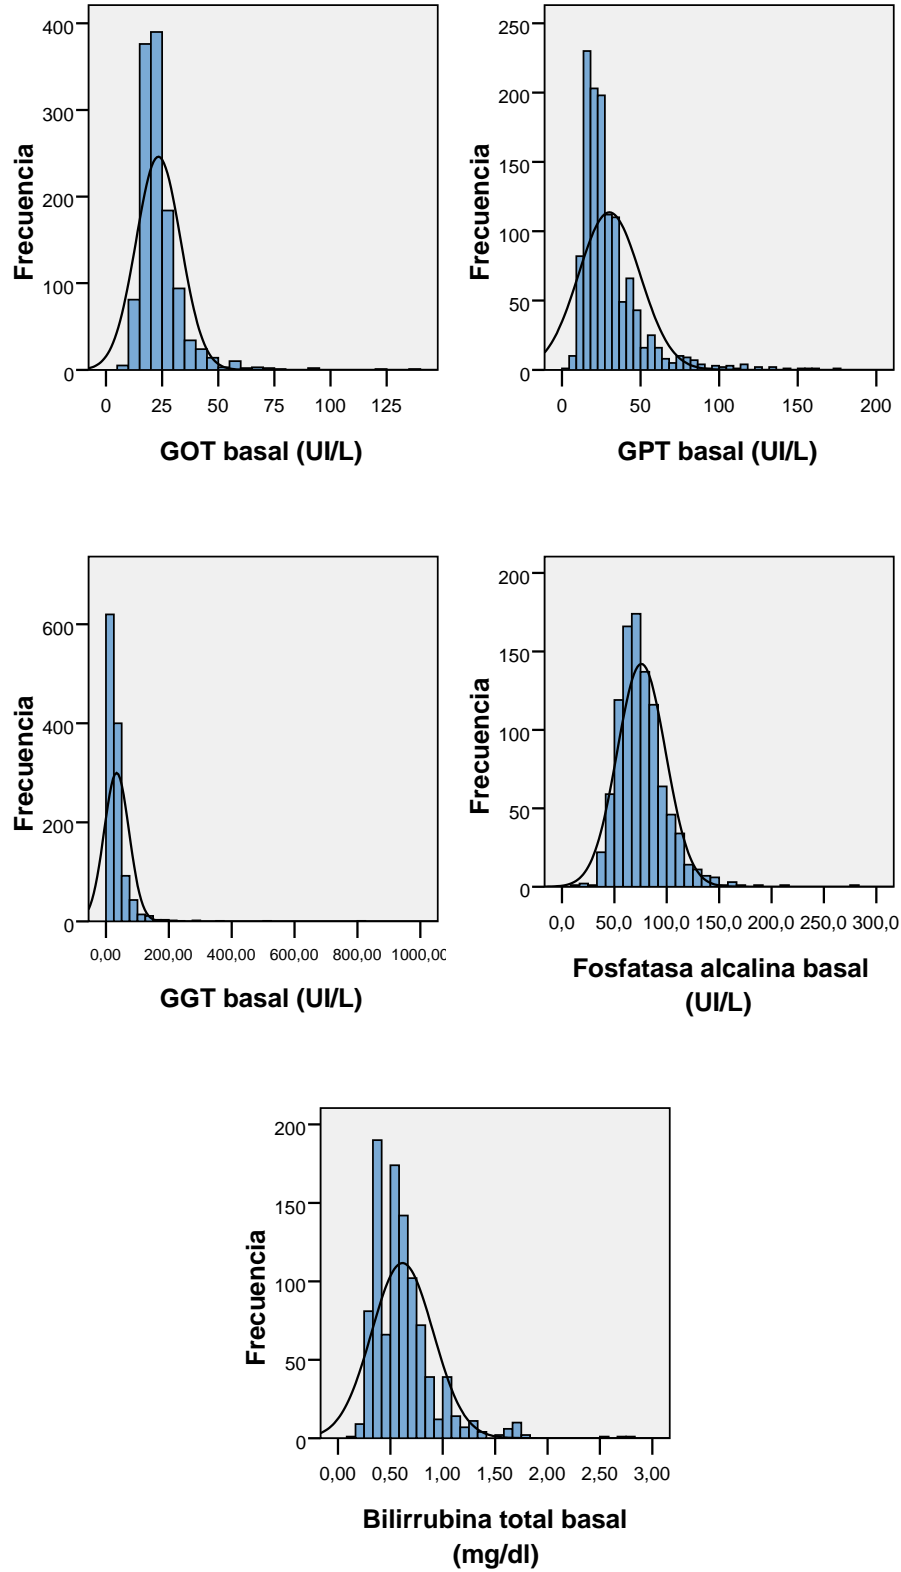 400
300
200
100
0
Frecuencia
0 25 50 75 100 125
GOT basal (UI/L)
250
200
150
100
50
0
Frecuencia
0 50 100 150 200
GPT basal (UI/L)
600
400
200
0
Frecuencia
0,00 200,00 400,00 600,00 800,00 1000,00
GGT basal (UI/L)
200
150
100
50
0
Frecuencia
0,0 50,0 100,0 150,0 200,0 250,0 300,0
Fosfatasa alcalina basal
(UI/L)
200
150
100
50
0
Frecuencia
0,00 0,50 1,00 1,50 2,00 2,50 3,00
Bilirrubina total basal
(mg/dl)